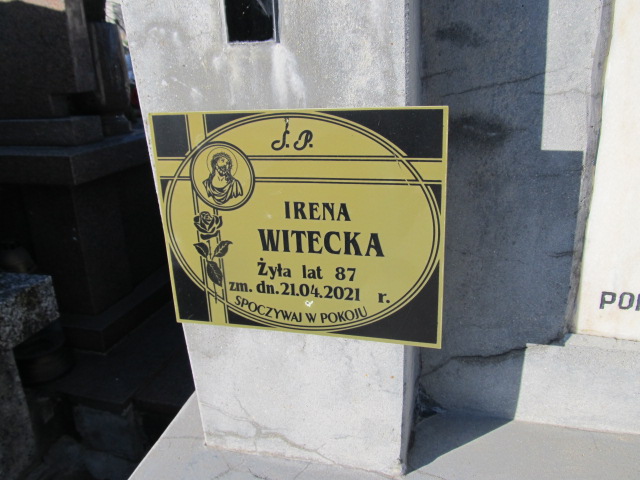 Ś.P.
IRENA
WITECKA
Żyła lat 87
zm. dn. 21.04.2021 r.
SPOCZYWAJ W POKOJU